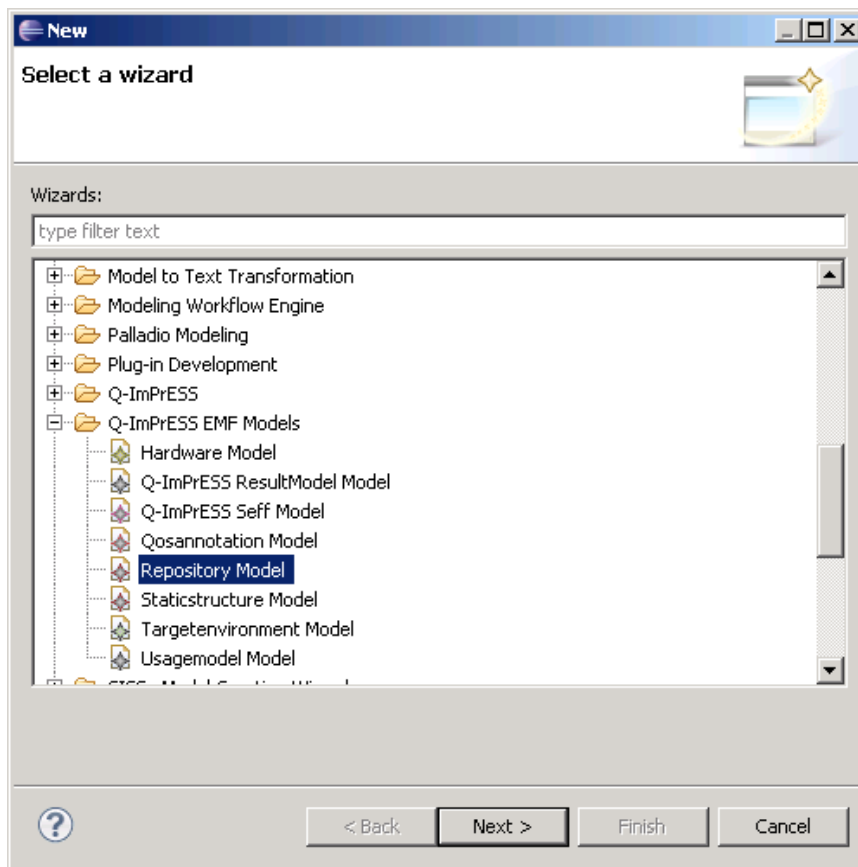 New
Select a wizard
Wizards:
type filter text
Model to Text Transformation
Modeling Workflow Engine
Palladio Modeling
Plug-in Development
Q-ImPrESS
Q-ImPrESS EMF Models
Hardware Model
Q-ImPrESS ResultModel Model
Q-ImPrESS Seff Model
Qosannotation Model
Repository Model
Staticstructure Model
Targetenvironment Model
Usagemodel Model
< Back Next > Finish Cancel